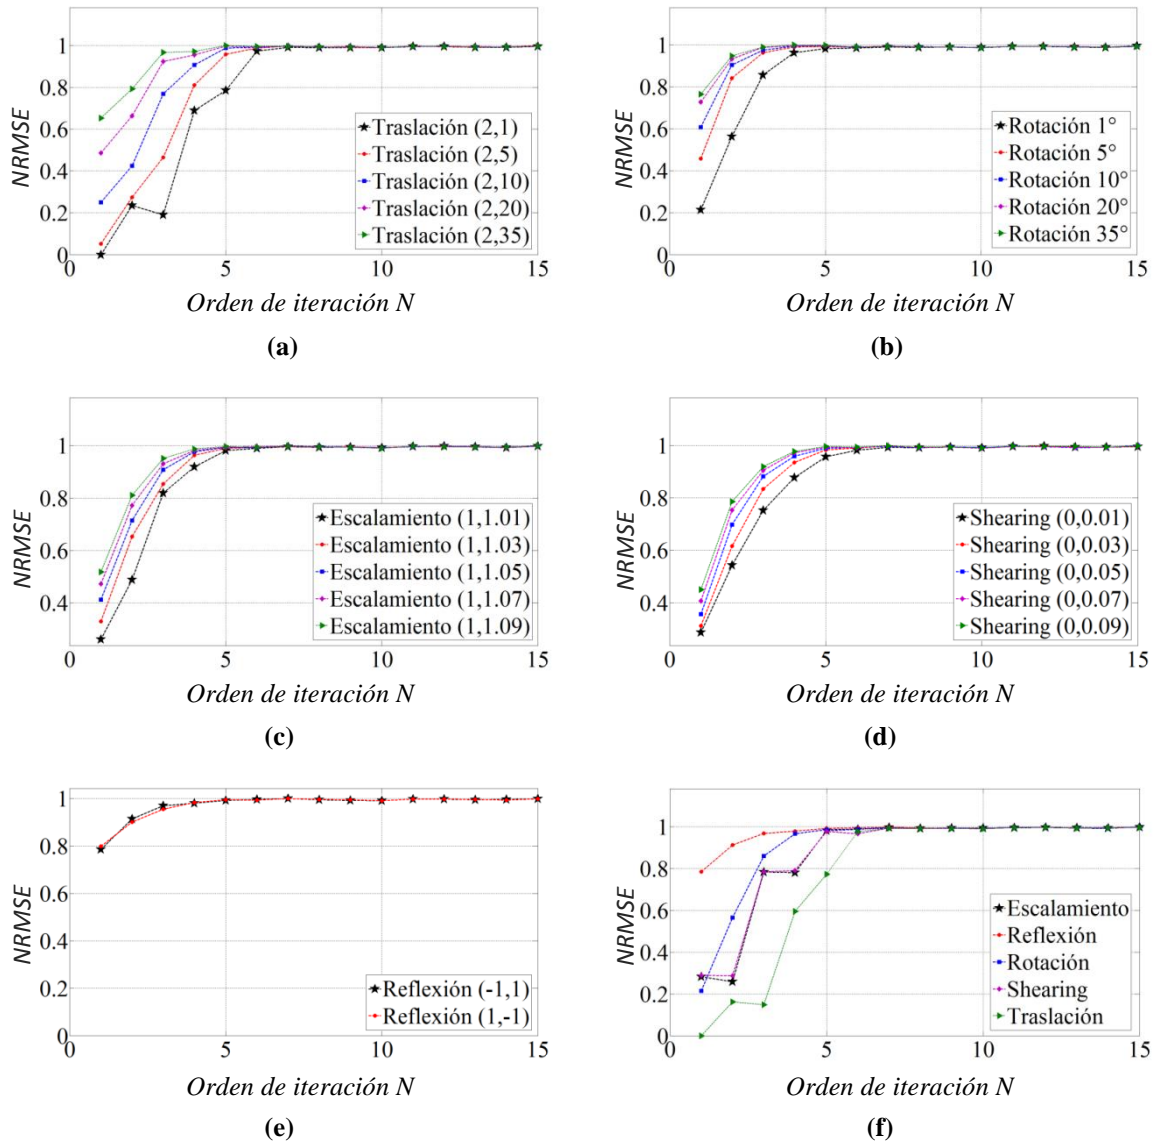 NRMSE
1
0.8
0.6
0.4
0.2
0
0
5
10
15
Traslación (2,1)
Traslación (2,5)
Traslación (2,10)
Traslación (2,20)
Traslación (2,35)
Orden de iteración N
(a)
NRMSE
1
0.8
0.6
0.4
0.2
0
0
5
10
15
Rotación 1°
Rotación 5°
Rotación 10°
Rotación 20°
Rotación 35°
Orden de iteración N
(b)
NRMSE
1
0.8
0.6
0.4
0
5
10
15
Escalamiento (1,1.01)
Escalamiento (1,1.03)
Escalamiento (1,1.05)
Escalamiento (1,1.07)
Escalamiento (1,1.09)
Orden de iteración N
(c)
NRMSE
1
0.8
0.6
0.4
0
5
10
15
Shearing (0,0.01)
Shearing (0,0.03)
Shearing (0,0.05)
Shearing (0,0.07)
Shearing (0,0.09)
Orden de iteración N
(d)
NRMSE
1
0.8
0.6
0.4
0.2
0
0
5
10
15
Reflexión (-1,1)
Reflexión (1,-1)
Orden de iteración N
(e)
NRMSE
1
0.8
0.6
0.4
0.2
0
0
5
10
15
Escalamiento
Reflexión
Rotación
Shearing
Traslación
Orden de iteración N
(f)